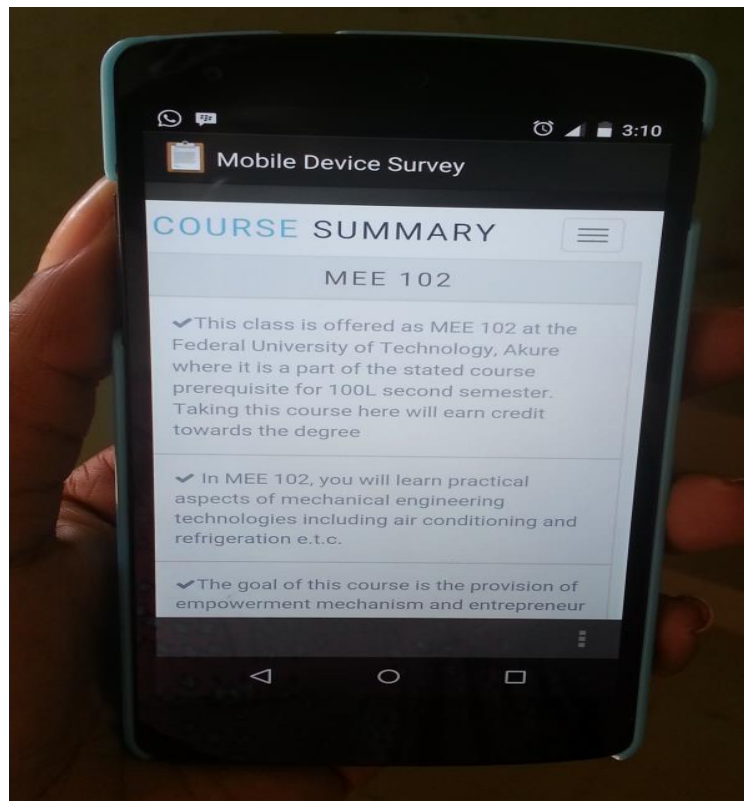 3:10
Mobile Device Survey
COURSE SUMMARY
MEE 102
✔This class is offered as MEE 102 at the
Federal University of Technology, Akure
where it is a part of the stated course
prerequisite for 100L second semester.
Taking this course here will earn credit
towards the degree
✔ In MEE 102, you will learn practical
aspects of mechanical engineering
technologies including air conditioning and
refrigeration e.t.c.
✔The goal of this course is the provision of
empowerment mechanism and entrepreneur